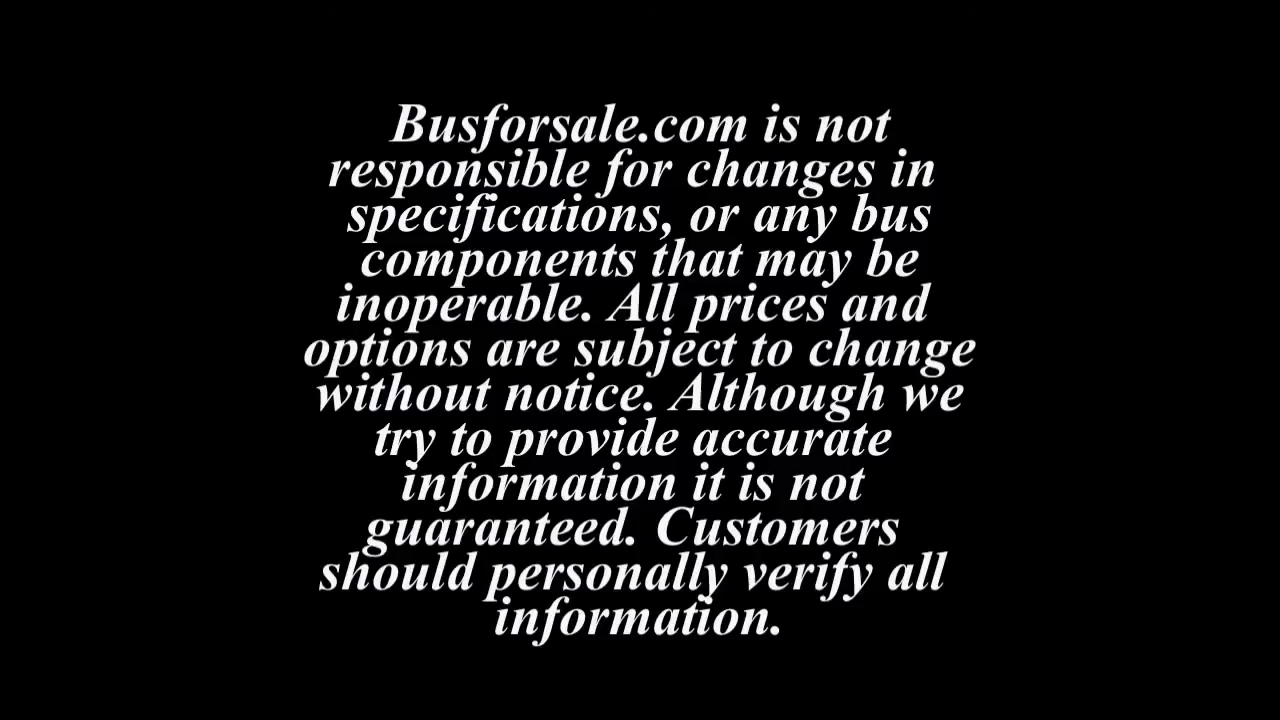 Busforsale.com is not
responsible for changes in
specifications, or any bus
components that may be
inoperable. All prices and
options are subject to change
without notice. Although we
try to provide accurate
information it is not
guaranteed. Customers
should personally verify all
information.